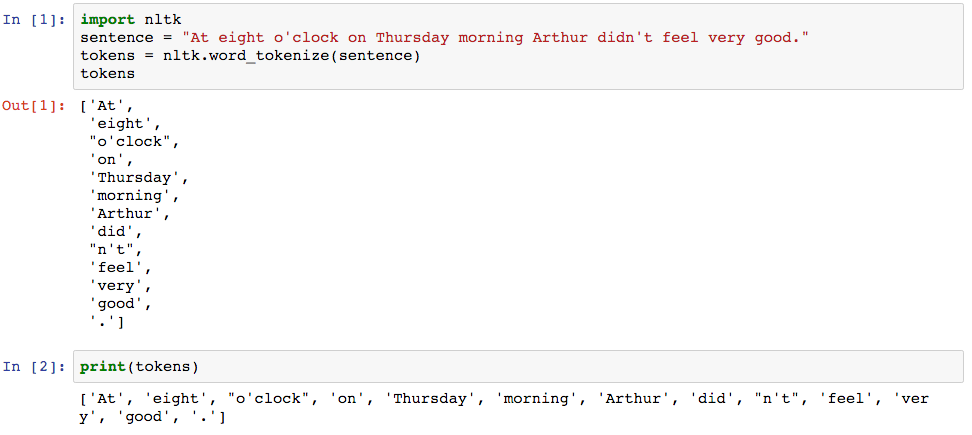 In [1]: import nltk
sentence = "At eight o'clock on Thursday morning Arthur didn't feel very good."
tokens = nltk.word_tokenize(sentence)
tokens
Out[1]: ['At',
'eight',
"o'clock",
'on',
'Thursday',
'morning',
'Arthur',
'did',
"n't",
'feel',
'very',
'good',
'.']
In [2]: print(tokens)
['At', 'eight', "o'clock", 'on', 'Thursday', 'morning', 'Arthur', 'did', "n't", 'feel', 'ver
y', 'good', '.']